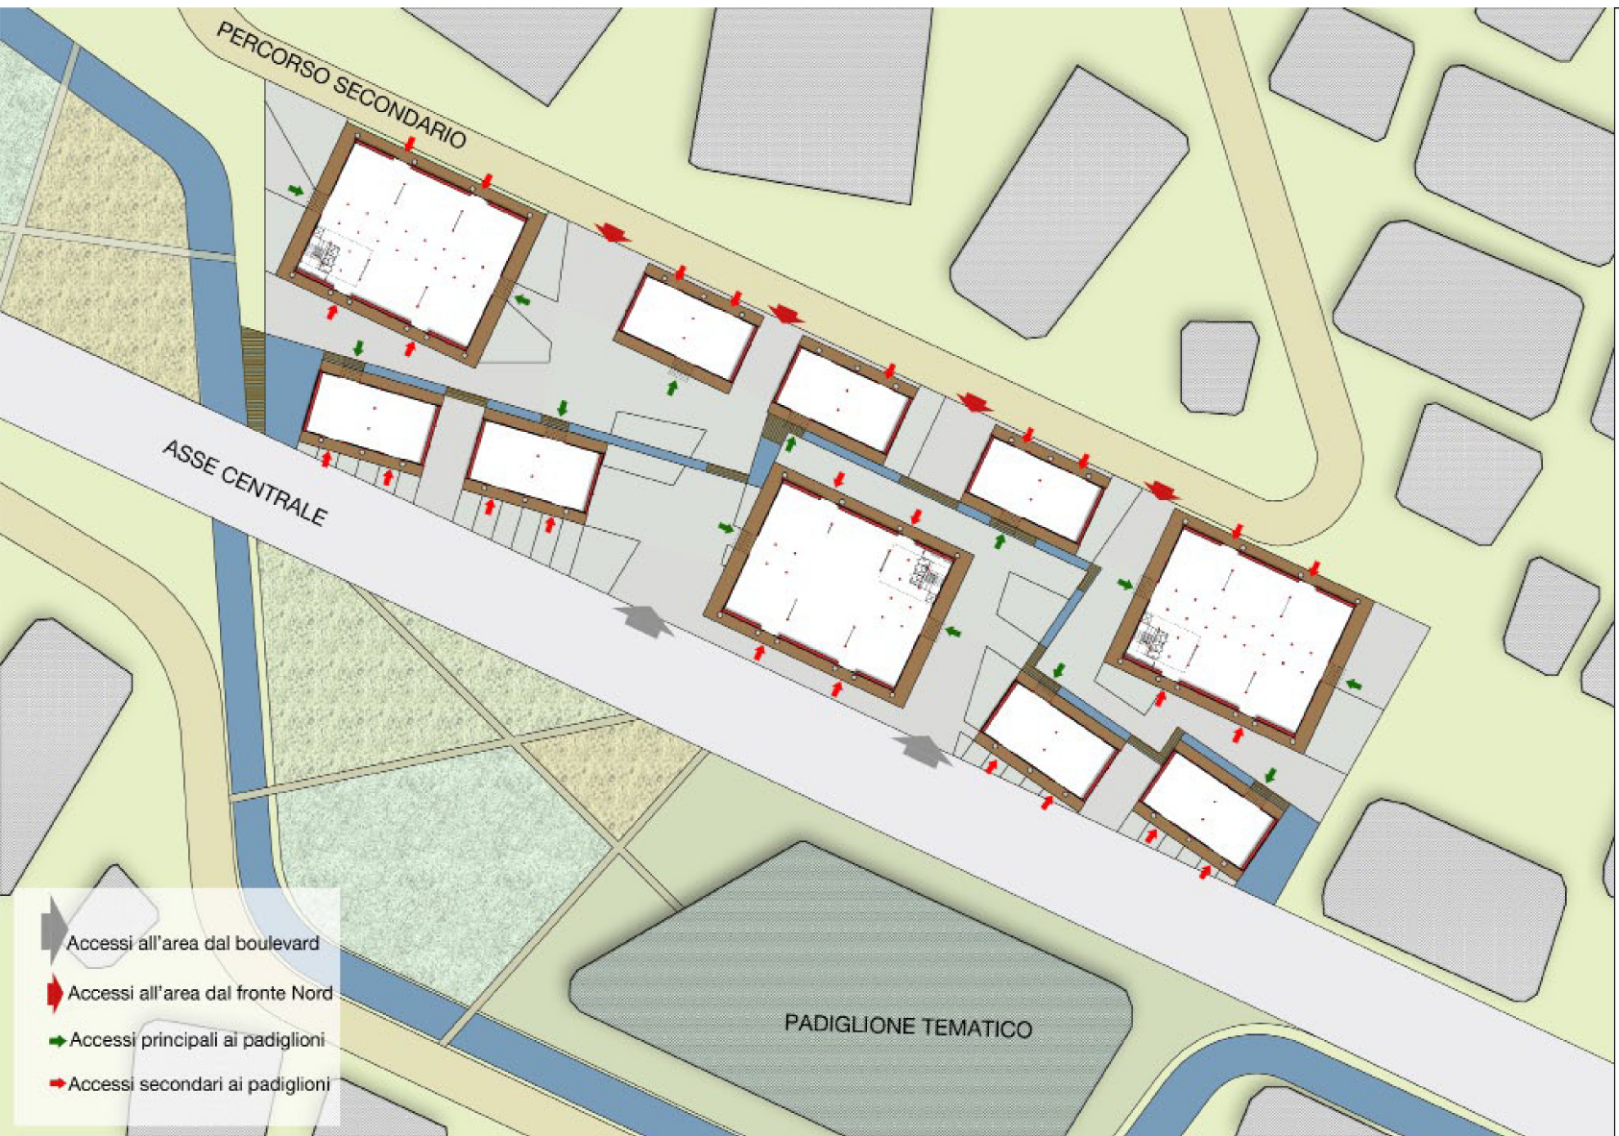 PERCORSO SECONDARIO
ASSE CENTRALE
PADIGLIONE TEMATICO
Accessi all'area dal boulevard
Accessi all'area dal fronte Nord
Accessi principali ai padiglioni
Accessi secondari ai padiglioni